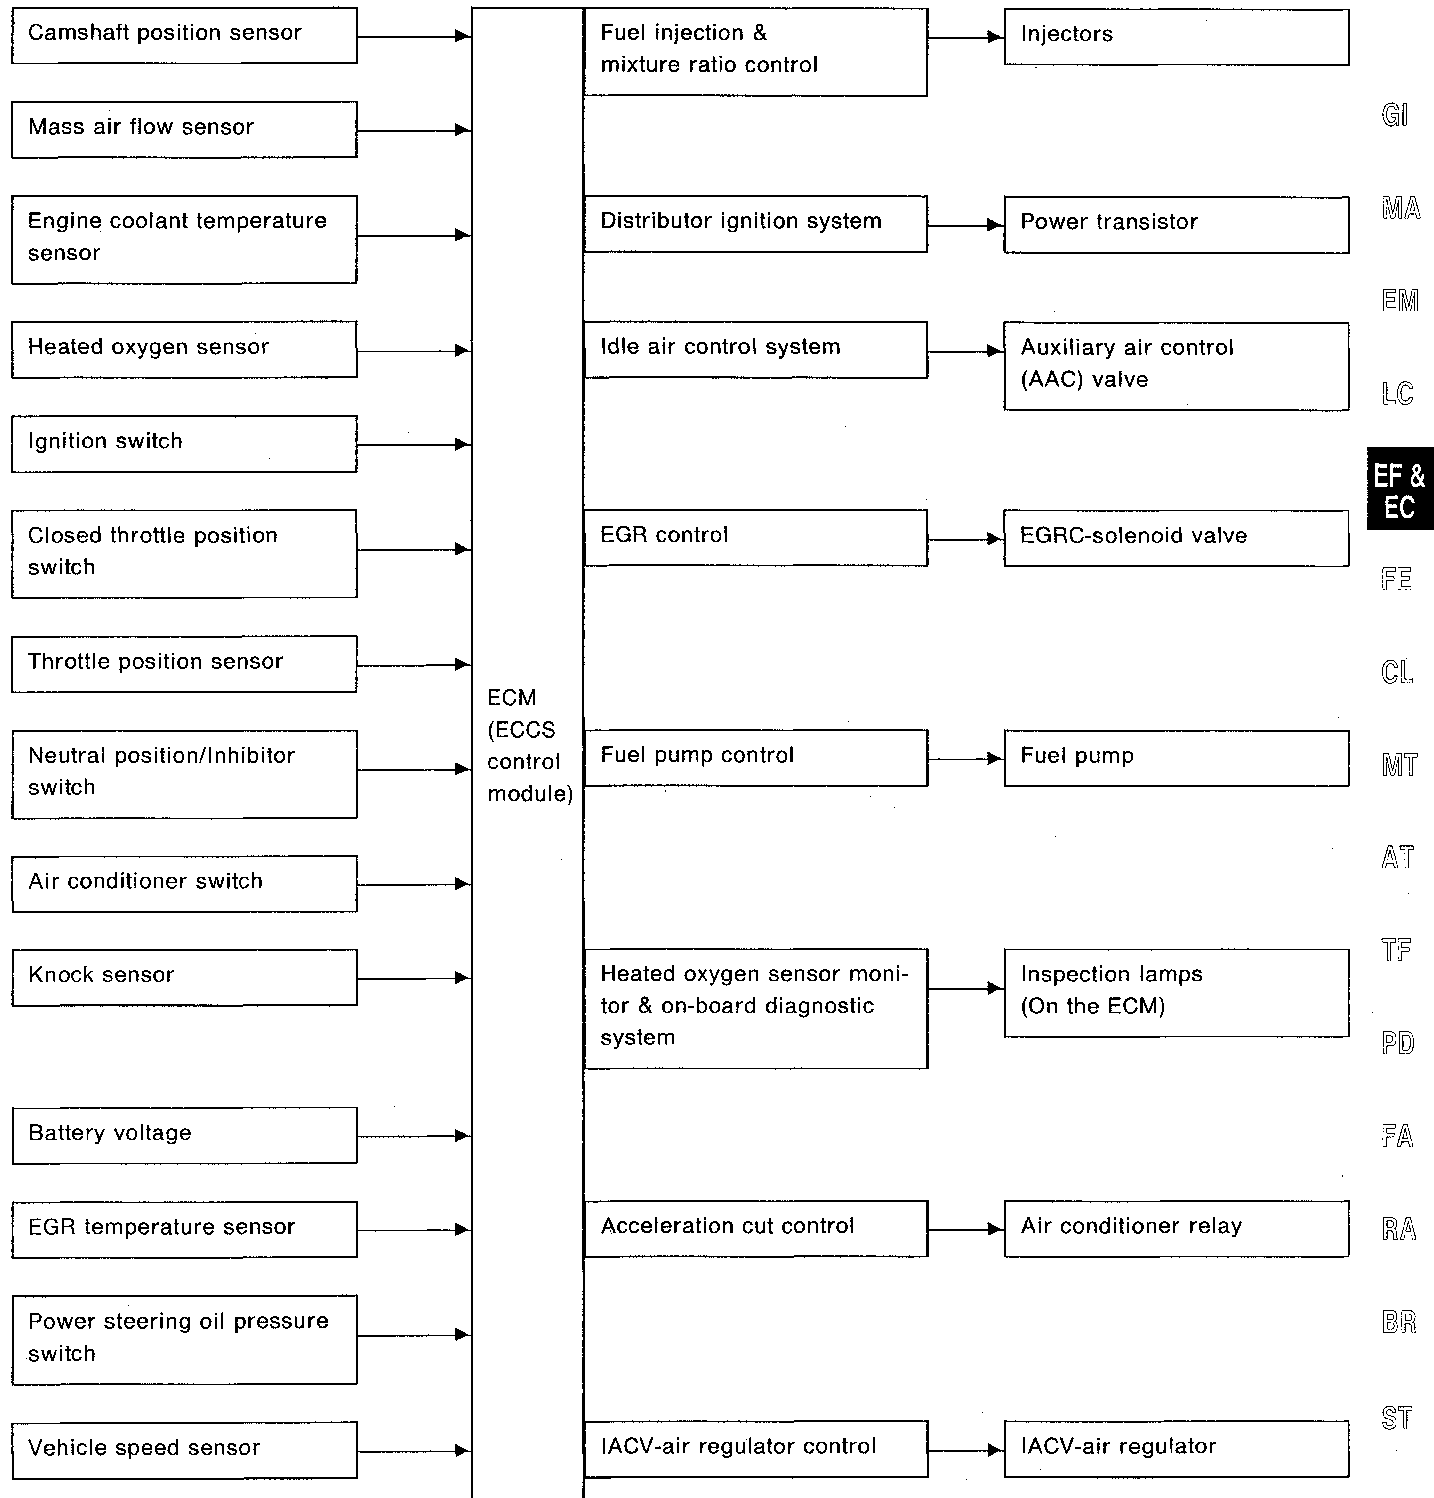 Camshaft position sensor
Mass air flow sensor
Engine coolant temperature
sensor
Heated oxygen sensor
Ignition switch
Closed throttle position
switch
Throttle position sensor
Neutral position/Inhibitor
switch
Air conditioner switch
Knock sensor
Battery voltage
EGR temperature sensor
Power steering oil pressure
switch
Vehicle speed sensor
ECM
(ECCS
control
module)
Fuel injection &
mixture ratio control
Distributor ignition system
Idle air control system
EGR control
Fuel pump control
Heated oxygen sensor moni-
tor & on-board diagnostic
system
Acceleration cut control
IACV-air regulator control
Injectors
Power transistor
Auxiliary air control
(AAC) valve
EGRC-solenoid valve
Fuel pump
Inspection lamps
(On the ECM)
Air conditioner relay
IACV-air regulator
GI
MA
EM
LC
EF &
EC
FE
CL
MT
AT
TF
PD
FA
RA
BR
ST